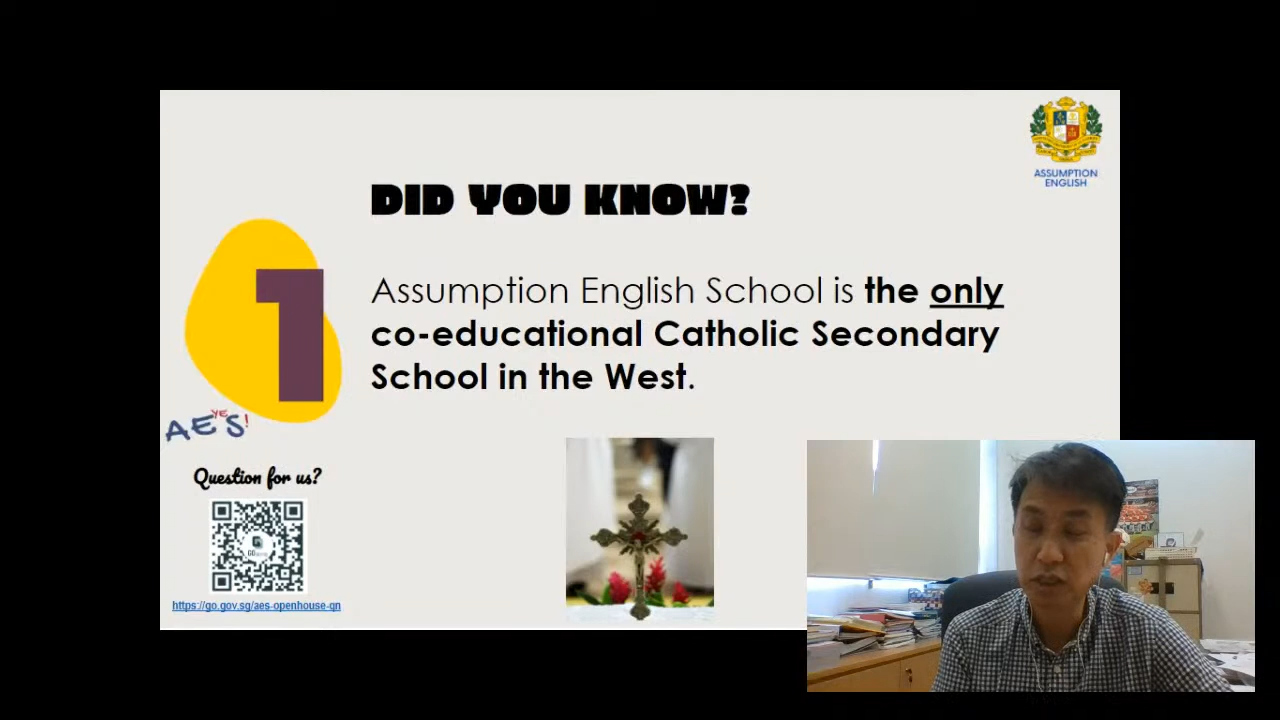 ASSUMPTION
ENGLISH
DID YOU KNOW?
1
Assumption English School is the only
co-educational Catholic Secondary
School in the West.
AES!
YE
Question for us?
https://go.gov.sg/aes-openhouse-qn